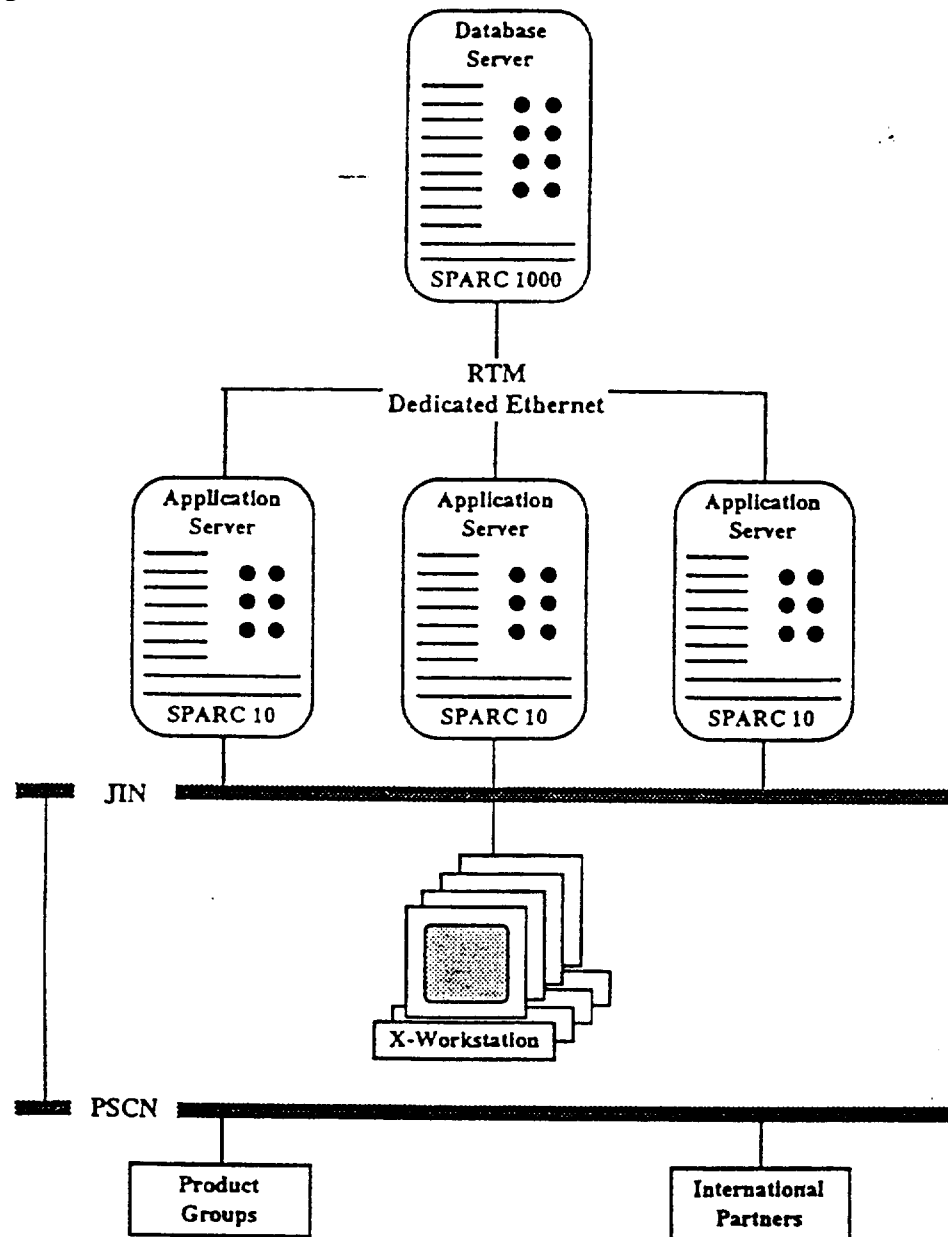 Database
Server
SPARC 1000
RTM
Dedicated Ethernet
Application
Server
SPARC 10
Application
Server
SPARC 10
Application
Server
SPARC 10
JIN
X-Workstation
PSCN
Product
Groups
International
Partners